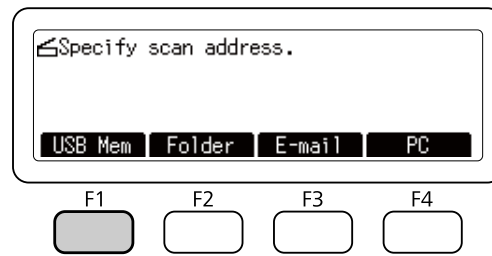 Specify scan address.
USB Mem Folder E-mail PC
F1 F2 F3 F4